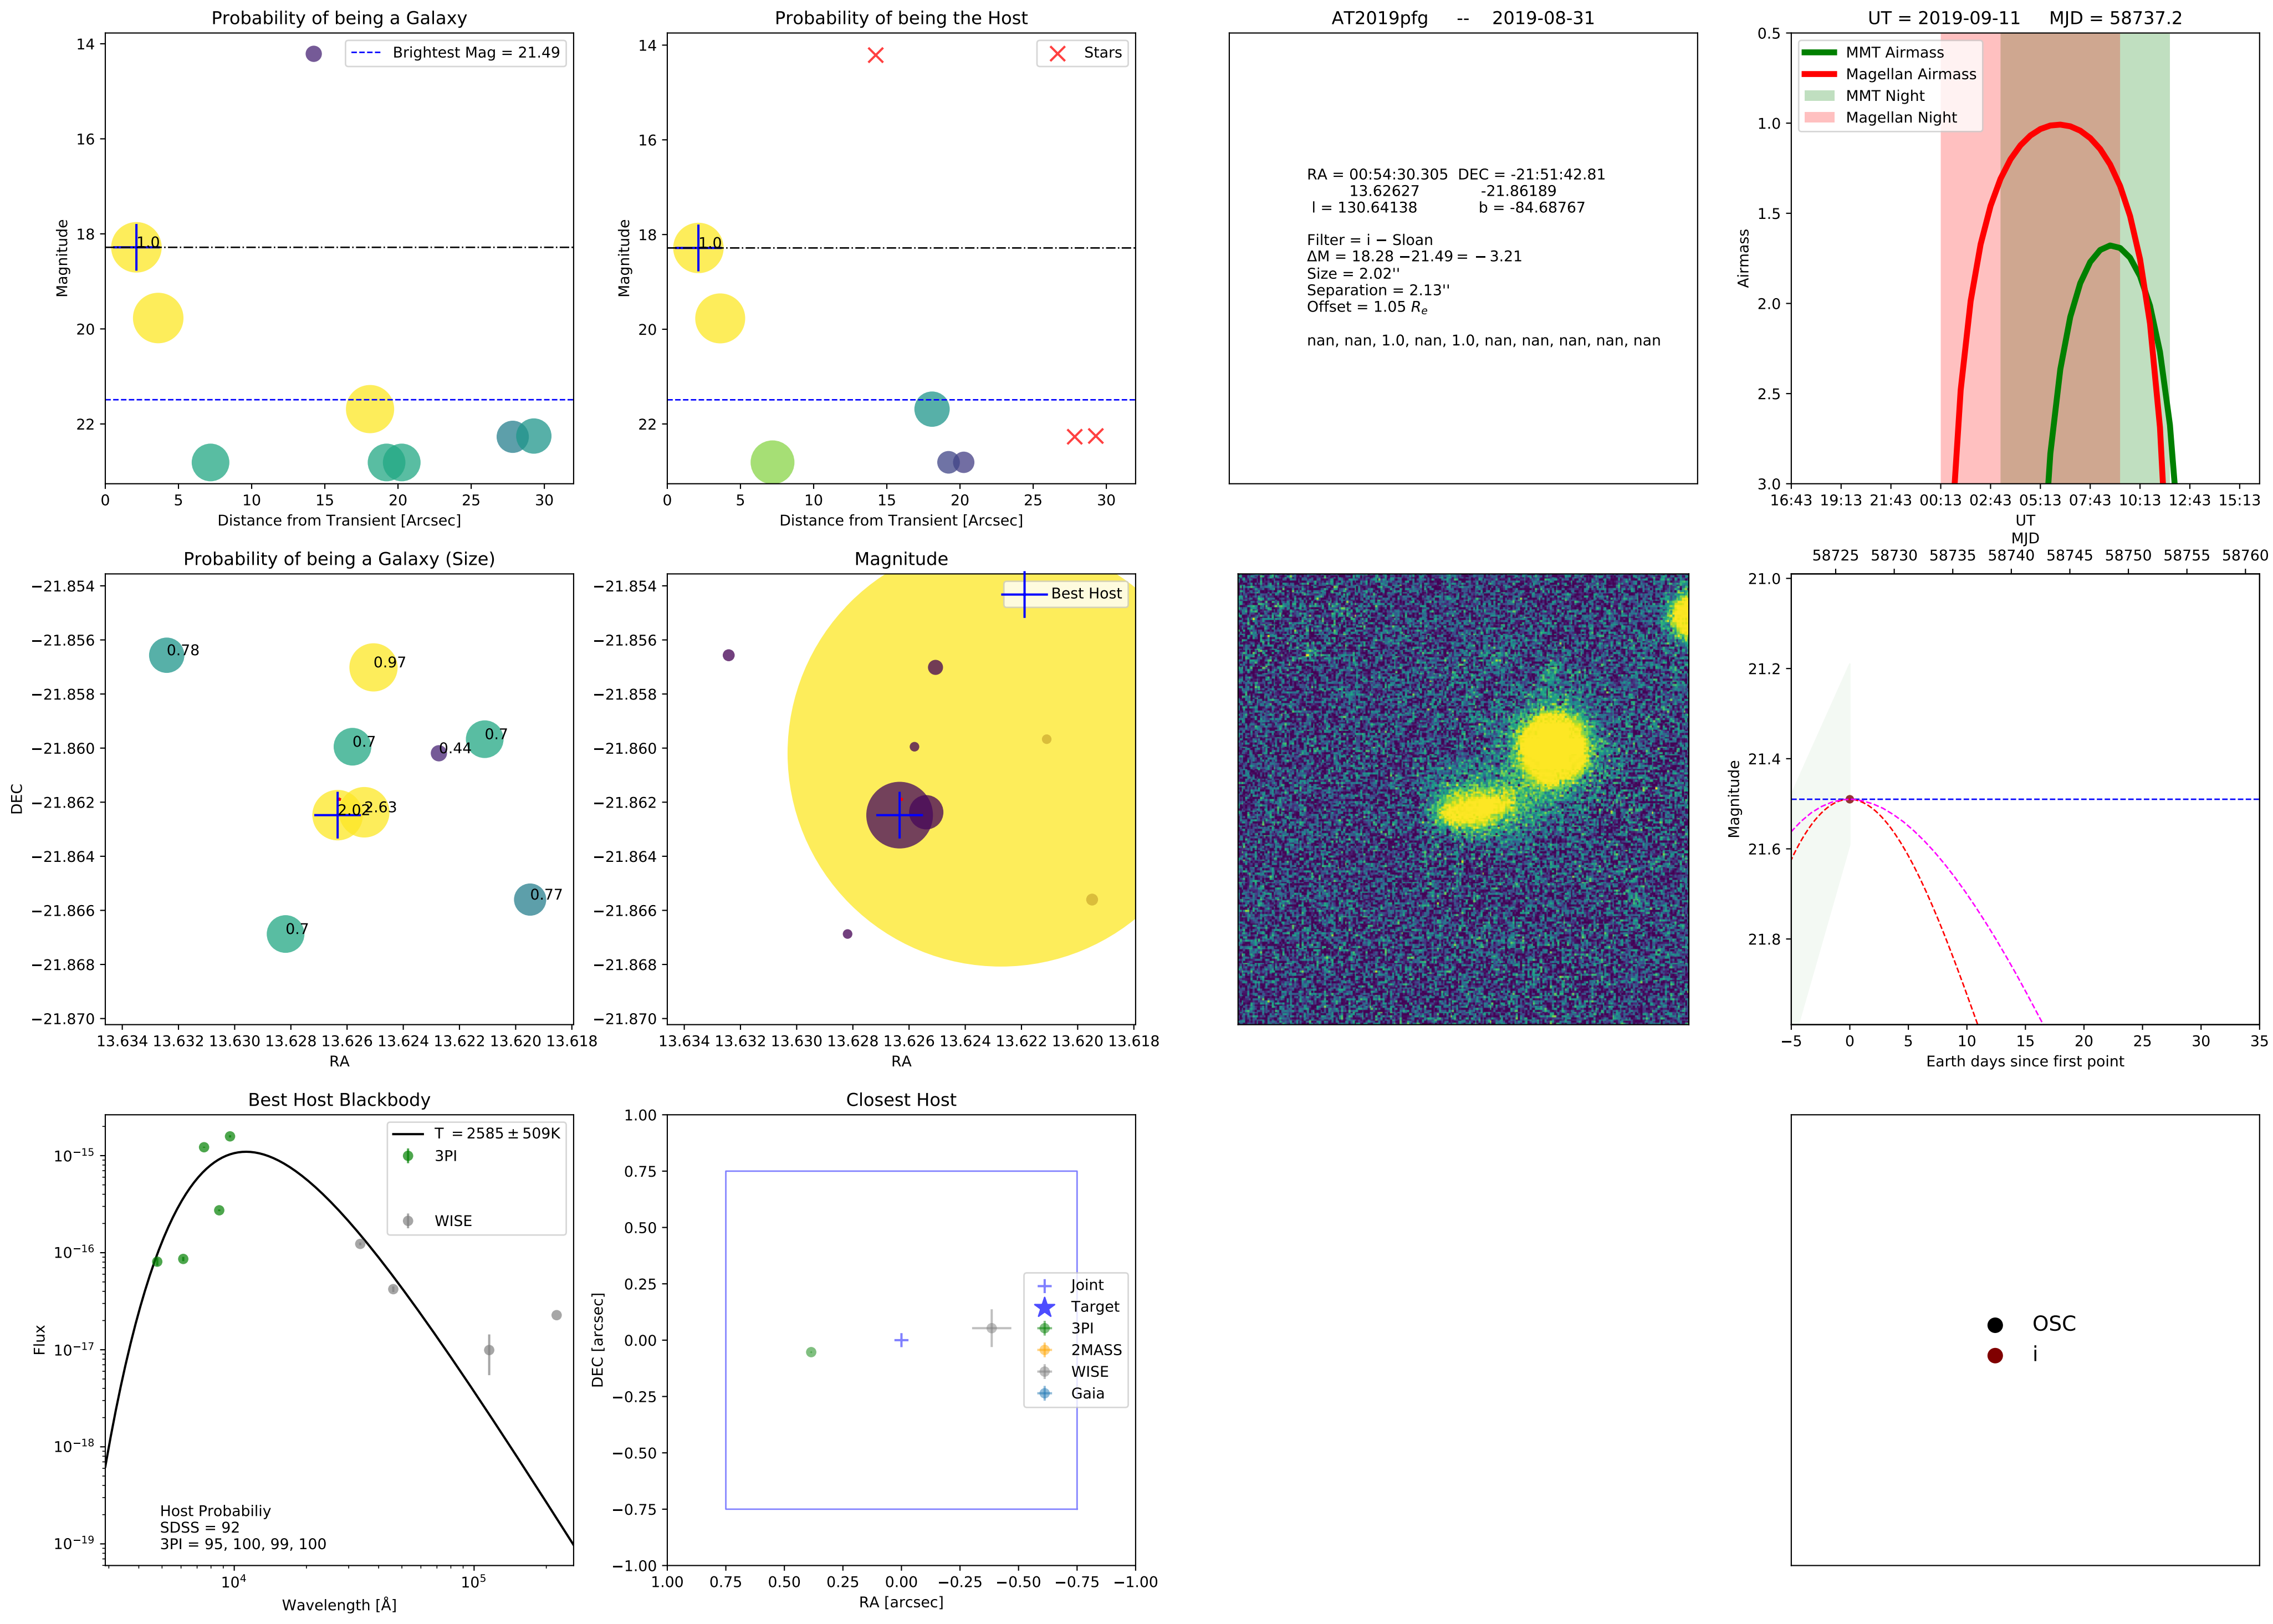 Probability of being a Galaxy
Brightest Mag = 21.49
1.0
14
16
18
20
22
Magnitude
0 5 10 15 20 25 30
Distance from Transient [Arcsec]
Probability of being the Host
Stars
1.0
14
16
18
20
22
Magnitude
0 5 10 15 20 25 30
Distance from Transient [Arcsec]
AT2019pfg -- 2019-08-31
RA = 00:54:30.305 DEC = -21:51:42.81
13.62627 -21.86189
l = 130.64138 b = -84.68767
Filter = i − Sloan
ΔM = 18.28 −21.49 = −3.21
Size = 2.02''
Separation = 2.13''
Offset = 1.05 Re
nan, nan, 1.0, nan, 1.0, nan, nan, nan, nan, nan
UT = 2019-09-11 MJD = 58737.2
MMT Airmass
Magellan Airmass
MMT Night
Magellan Night
0.5
1.0
1.5
2.0
2.5
3.0
Airmass
16:43 19:13 21:43 00:13 02:43 05:13 07:43 10:13 12:43 15:13
UT
Probability of being a Galaxy (Size)
0.78
0.97
0.7
0.44
0.7
2.02
2.63
0.77
0.7
−21.854
−21.856
−21.858
−21.860
−21.862
−21.864
−21.866
−21.868
−21.870
DEC
13.634 13.632 13.630 13.628 13.626 13.624 13.622 13.620 13.618
RA
Magnitude
Best Host
−21.854
−21.856
−21.858
−21.860
−21.862
−21.864
−21.866
−21.868
−21.870
13.634 13.632 13.630 13.628 13.626 13.624 13.622 13.620 13.618
RA
MJD
58725 58730 58735 58740 58745 58750 58755 58760
21.0
21.2
21.4
21.6
21.8
Magnitude
−5 0 5 10 15 20 25 30 35
Earth days since first point
Best Host Blackbody
T = 2585 ± 509K
3PI
WISE
10⁻¹⁵
10⁻¹⁶
10⁻¹⁷
10⁻¹⁸
10⁻¹⁹
Flux
Host Probabiliy
SDSS = 92
3PI = 95, 100, 99, 100
10⁴ 10⁵
Wavelength [Å]
Closest Host
Joint
Target
3PI
2MASS
WISE
Gaia
1.00
0.75
0.50
0.25
0.00
−0.25
−0.50
−0.75
−1.00
DEC [arcsec]
1.00 0.75 0.50 0.25 0.00 −0.25 −0.50 −0.75 −1.00
RA [arcsec]
OSC
i